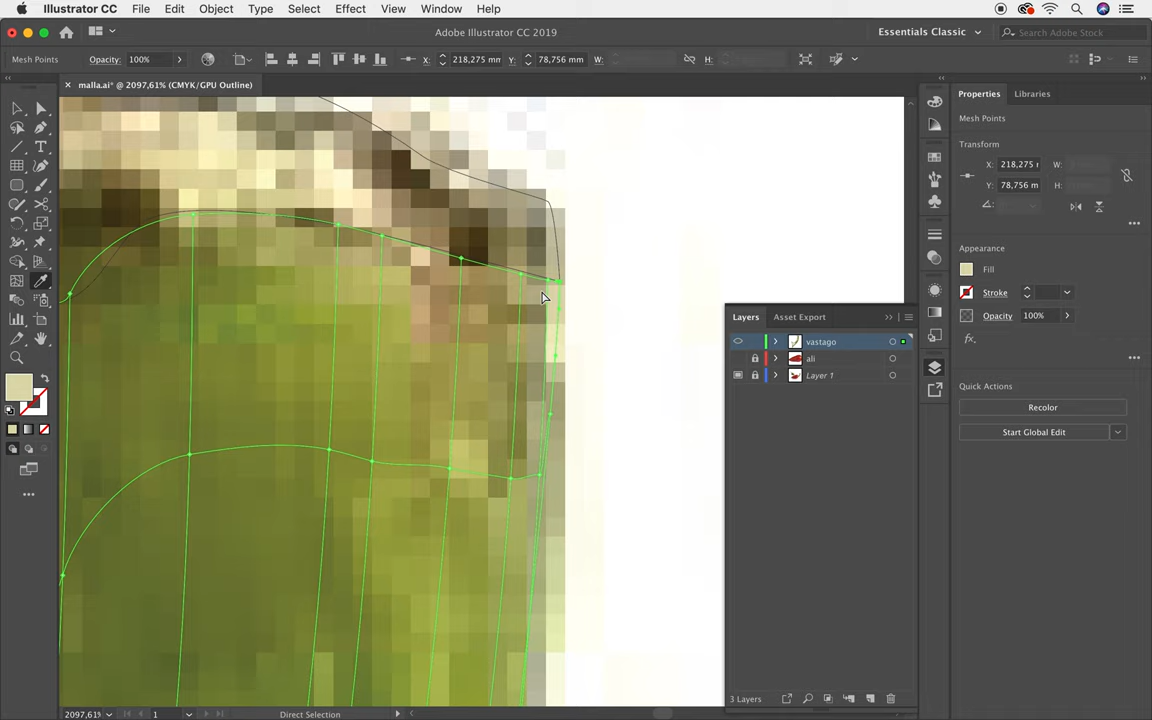 Illustrator CC File Edit Object Type Select Effect View Window Help
Adobe Illustrator CC 2019
Essentials Classic
Search Adobe Stock
Mesh Points
Opacity: 100%
X: 218,275 mm
Y: 78,756 mm
W:
H:
× malla.ai* @ 2097,61% (CMYK/GPU Outline)
Properties Libraries
Mesh Points
Transform
X: 218,275 r
W:
Y: 78,756 m
H:
Appearance
Fill
Stroke
Opacity 100%
fx.
Quick Actions
Recolor
Start Global Edit
Layers Asset Export
vastago
ali
Layer 1
3 Layers
2097,61%
1
Direct Selection